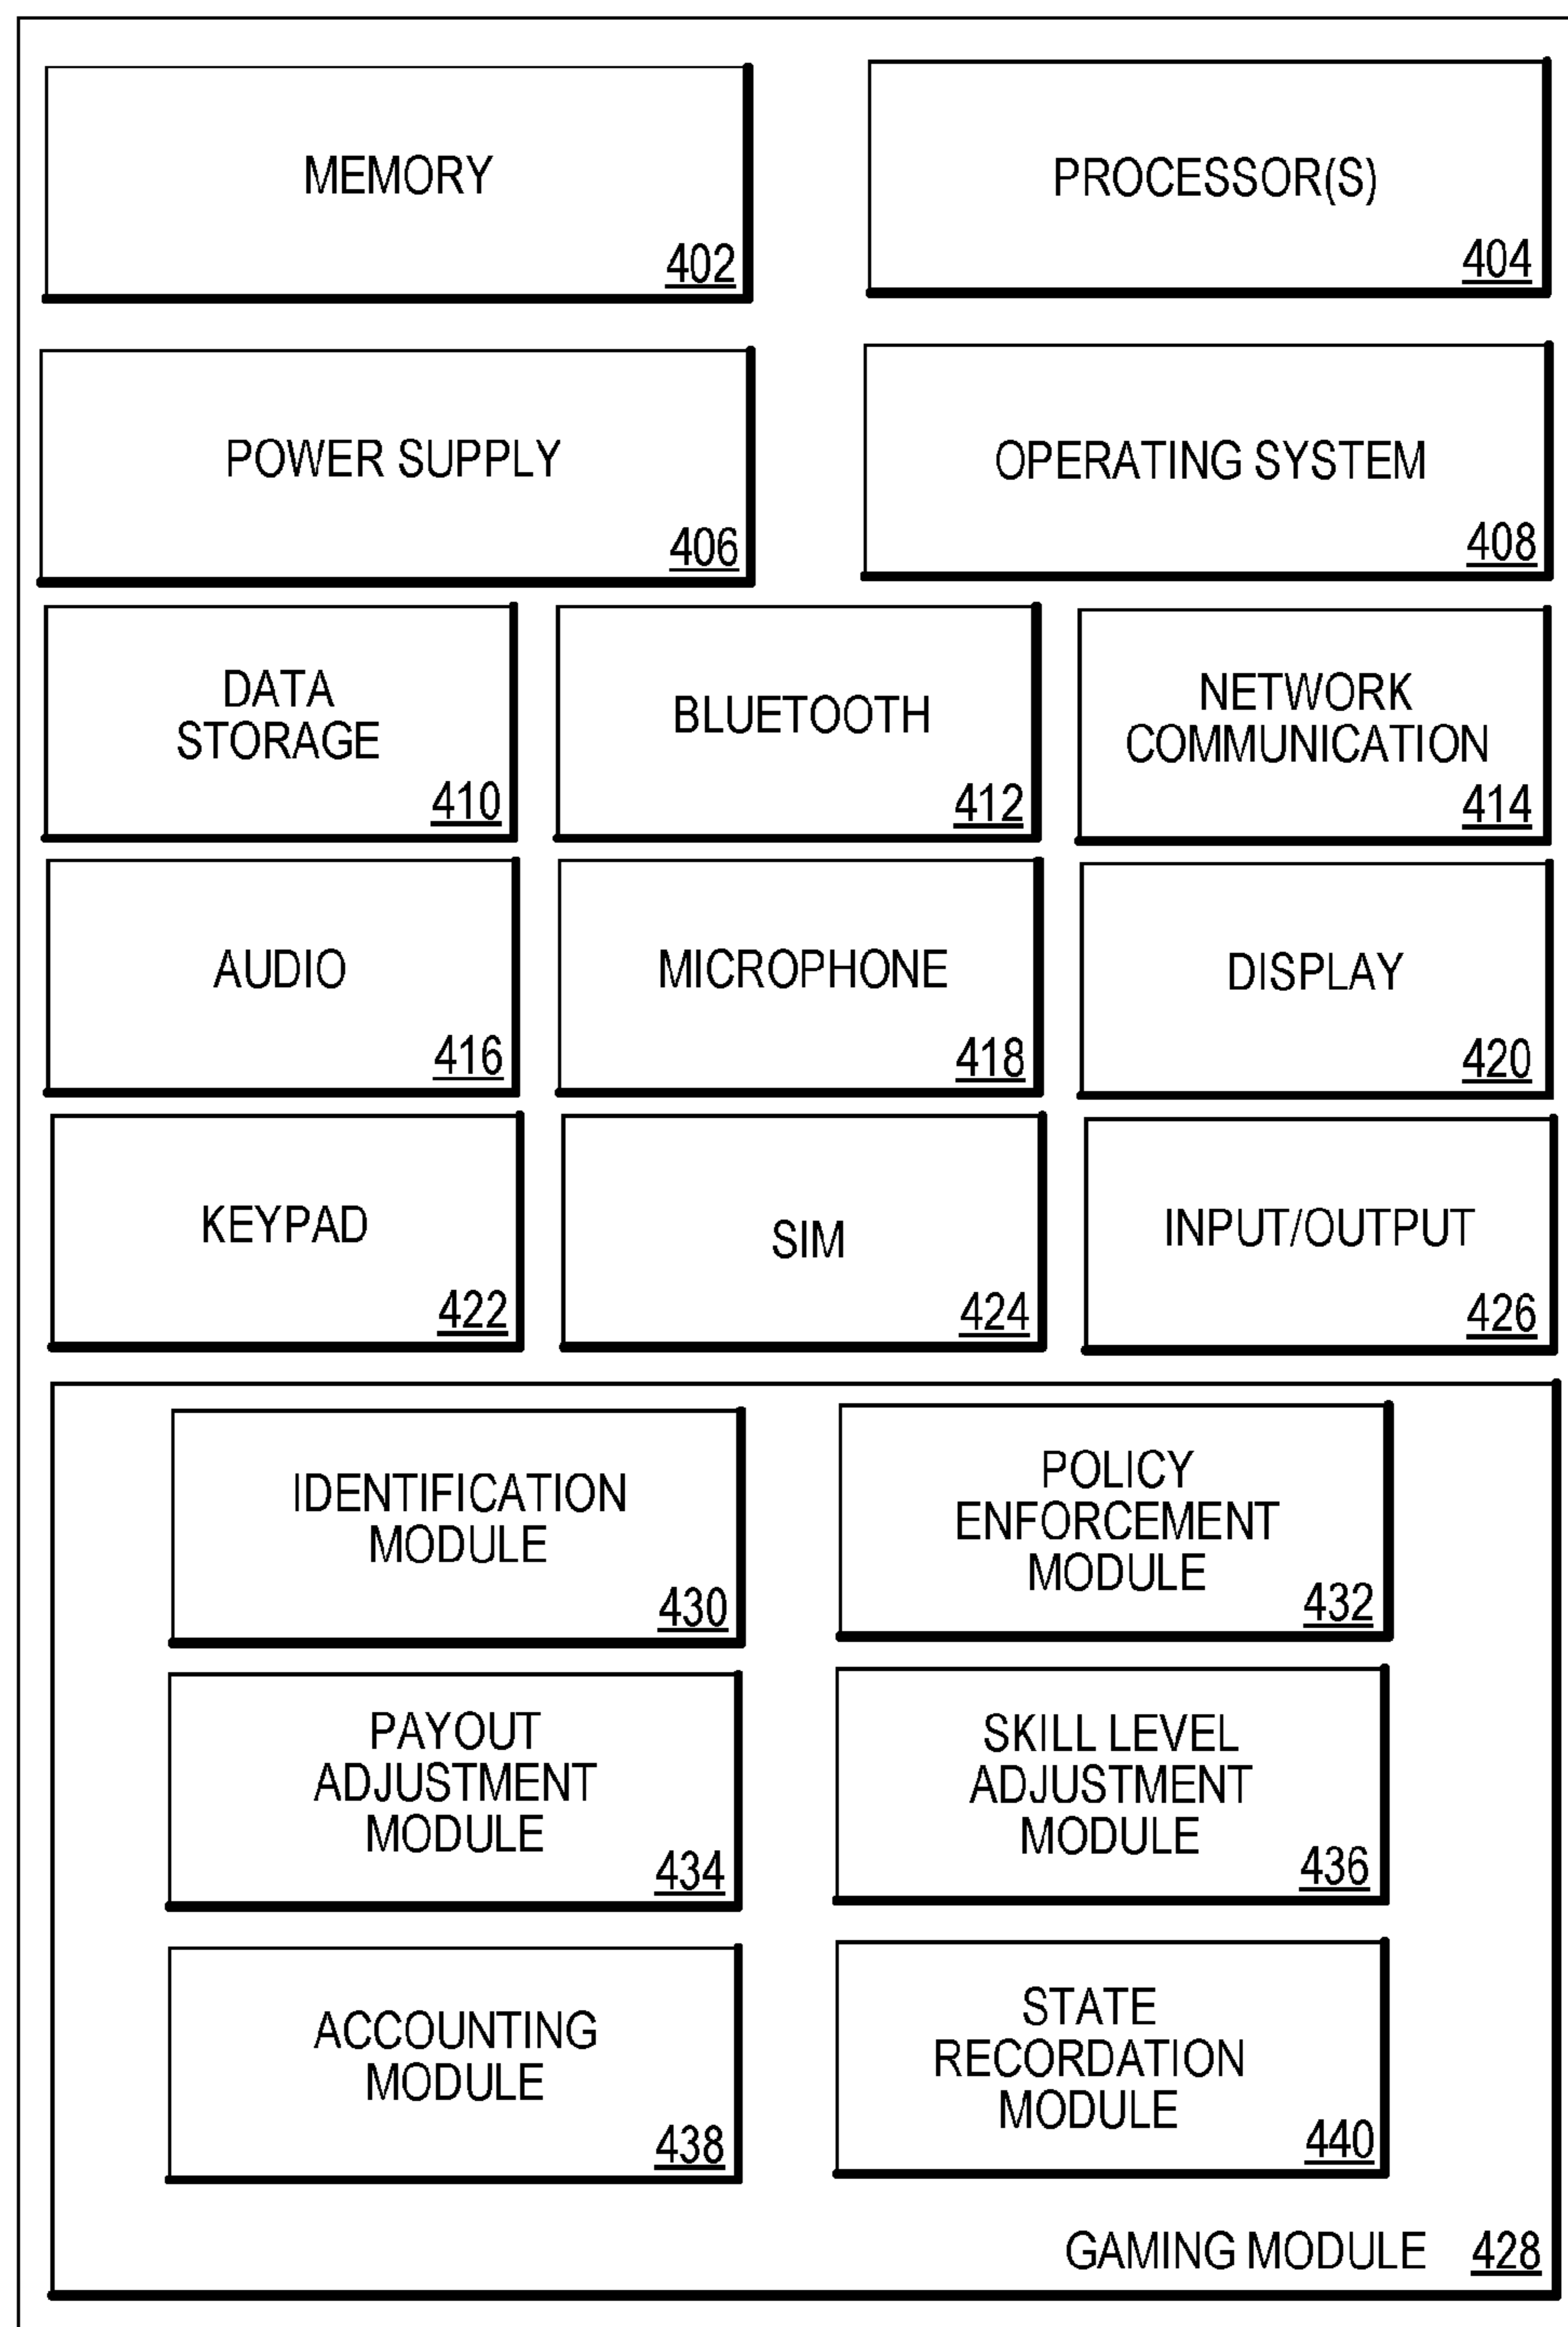 MEMORY
402
PROCESSOR(S)
404
POWER SUPPLY
406
OPERATING SYSTEM
408
DATA
STORAGE
410
BLUETOOTH
412
NETWORK
COMMUNICATION
414
AUDIO
416
MICROPHONE
418
DISPLAY
420
KEYPAD
422
SIM
424
INPUT/OUTPUT
426
IDENTIFICATION
MODULE
430
POLICY
ENFORCEMENT
MODULE
432
PAYOUT
ADJUSTMENT
MODULE
434
SKILL LEVEL
ADJUSTMENT
MODULE
436
ACCOUNTING
MODULE
438
STATE
RECORDATION
MODULE
440
GAMING MODULE 428